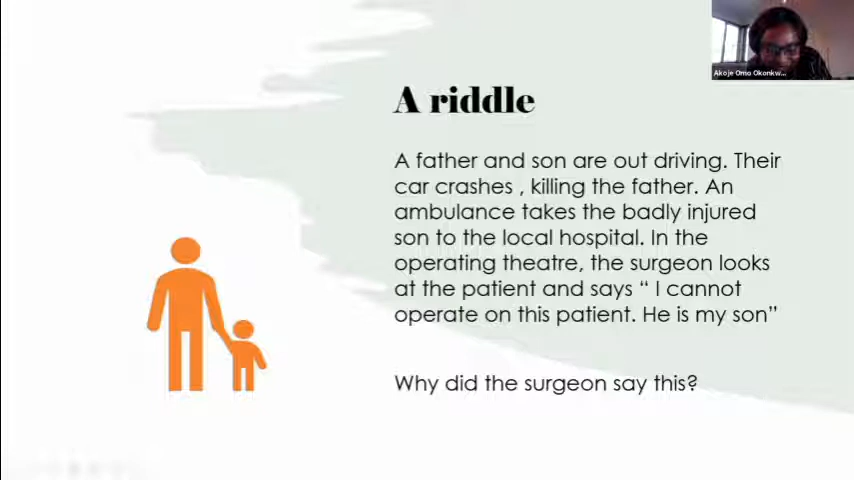 Akoje Oma Okonkw...
A riddle
A father and son are out driving. Their
car crashes , killing the father. An
ambulance takes the badly injured
son to the local hospital. In the
operating theatre, the surgeon looks
at the patient and says “ I cannot
operate on this patient. He is my son”
Why did the surgeon say this?